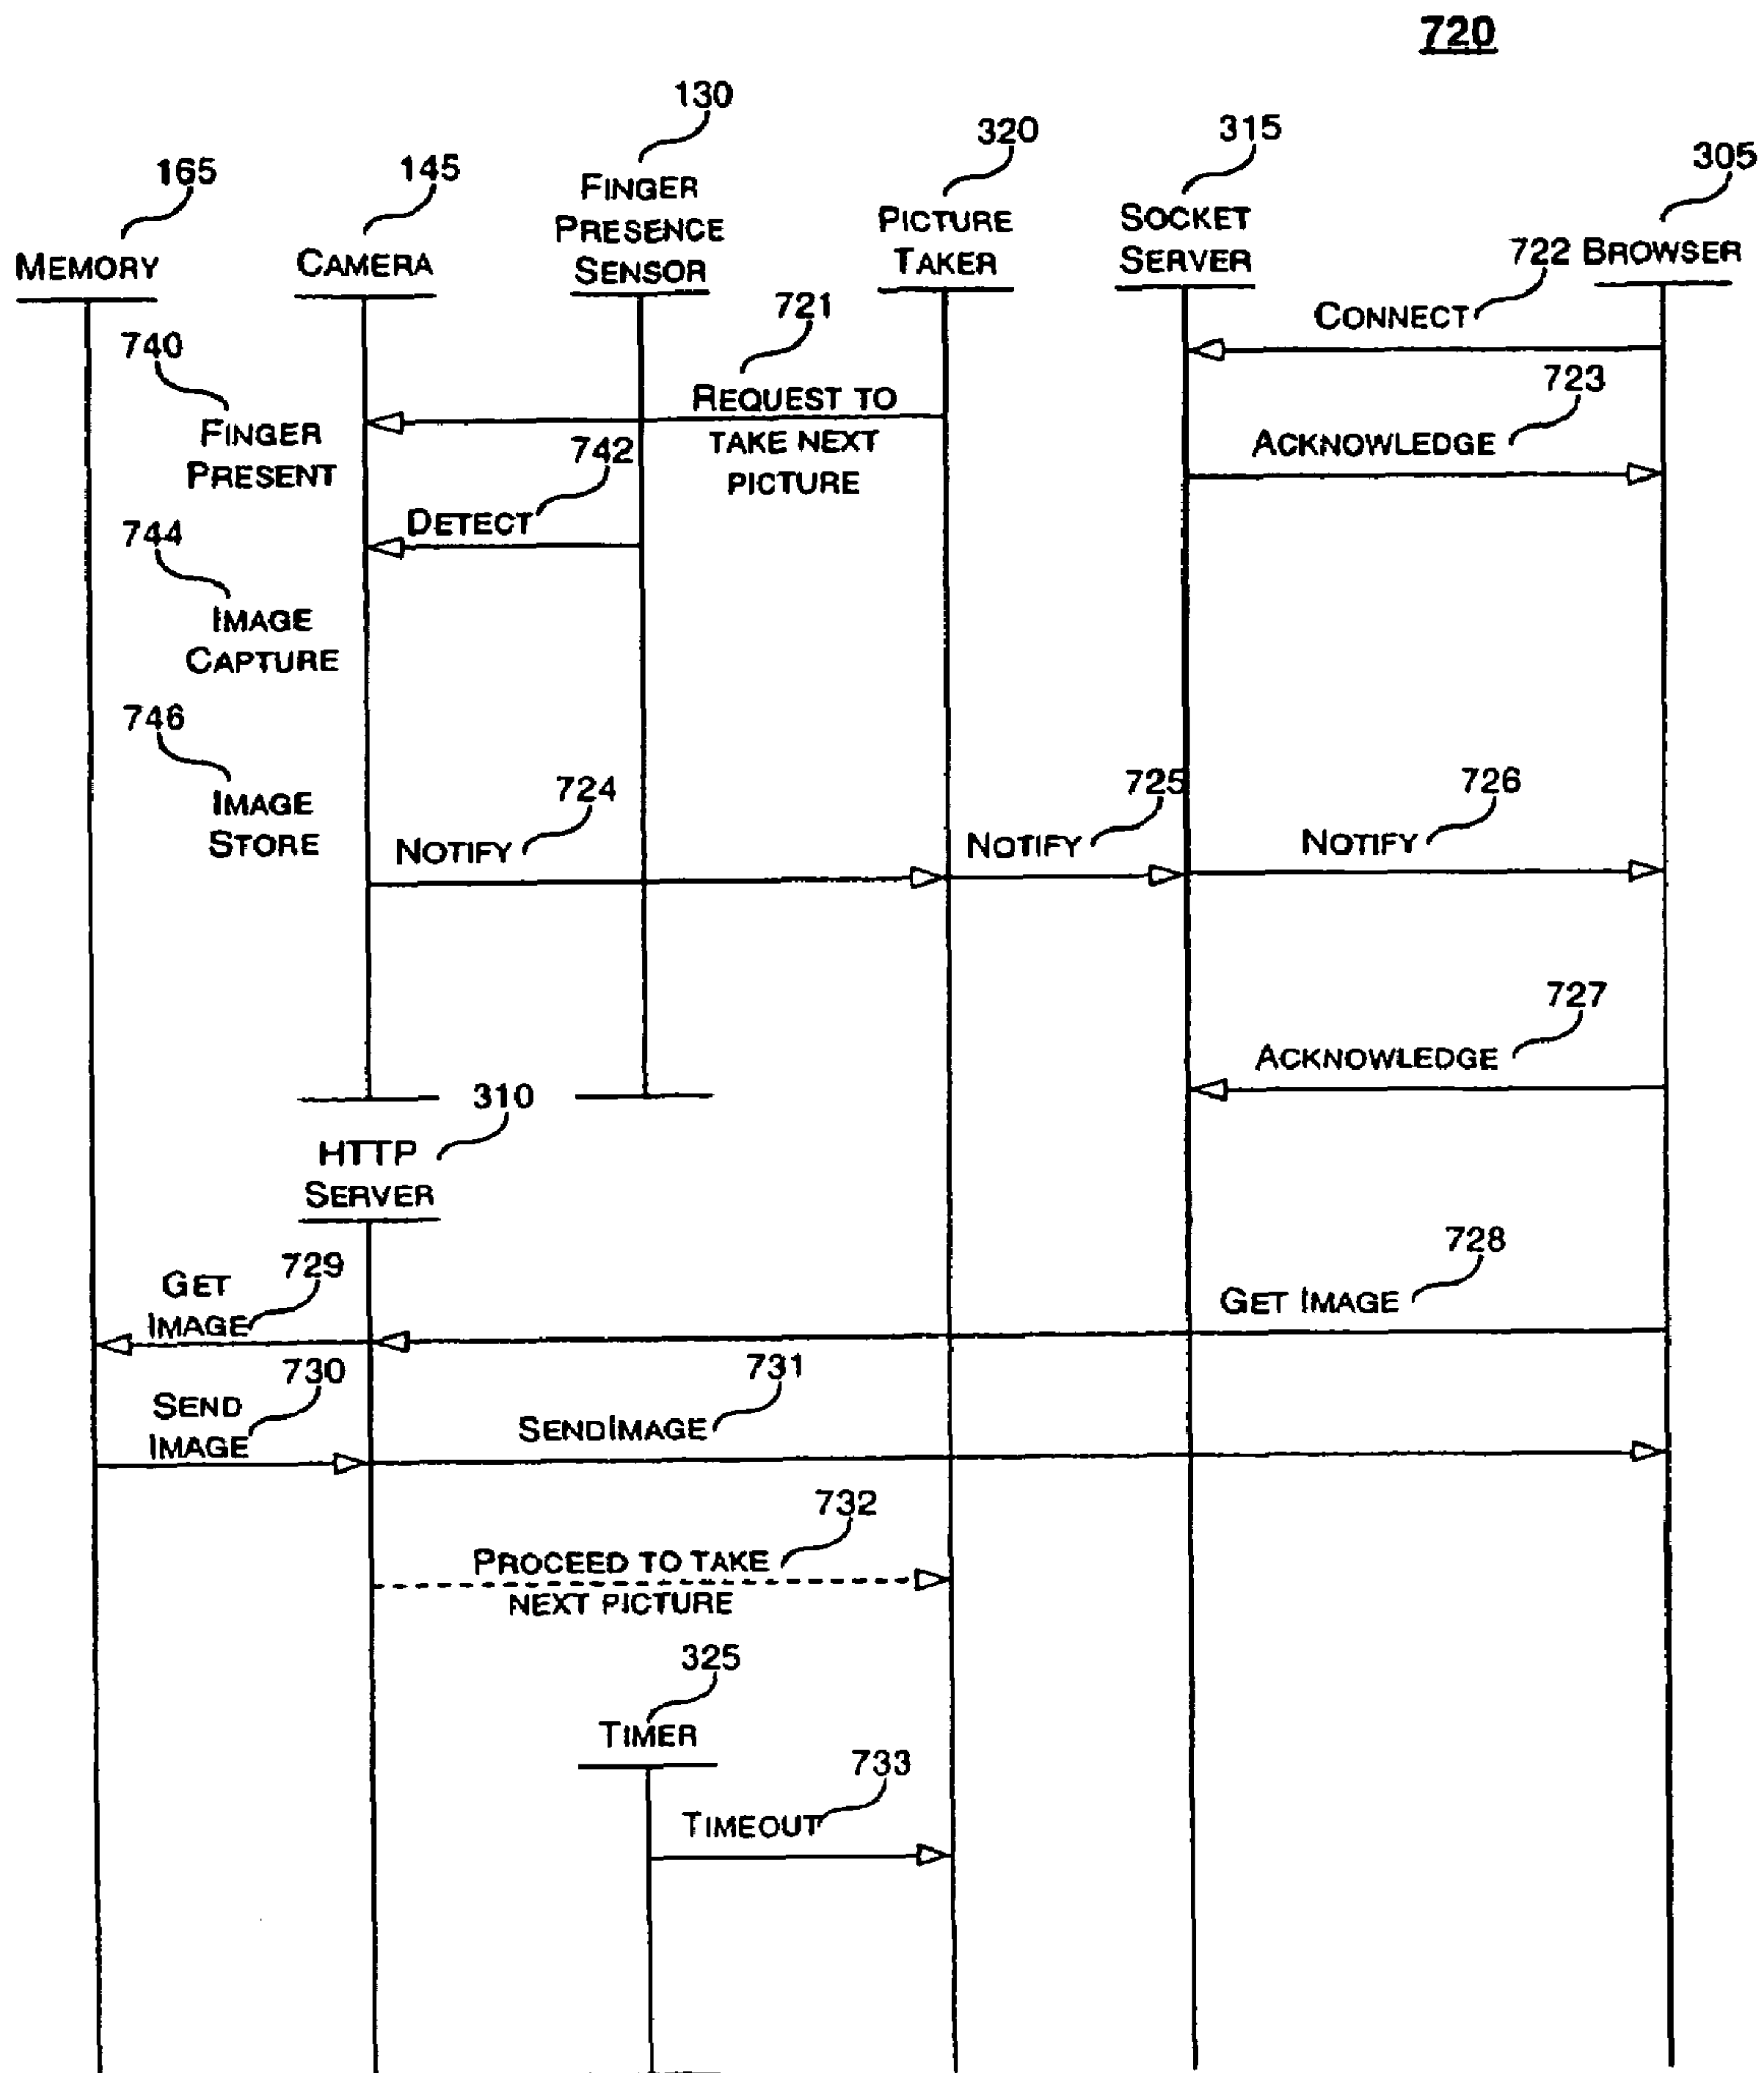 720
130
320
315
305
165
145
FINGER
PRESENCE
SENSOR
PICTURE
TAKER
SOCKET
SERVER
722 BROWSER
MEMORY
CAMERA
721
CONNECT
740
723
REQUEST TO
TAKE NEXT
PICTURE
FINGER
PRESENT
742
ACKNOWLEDGE
DETECT
744
IMAGE
CAPTURE
746
IMAGE
STORE
724
725
726
NOTIFY
NOTIFY
NOTIFY
727
ACKNOWLEDGE
310
HTTP
SERVER
729
728
GET
IMAGE
GET IMAGE
730
731
SEND
IMAGE
SENDIMAGE
732
PROCEED TO TAKE
NEXT PICTURE
325
TIMER
733
TIMEOUT